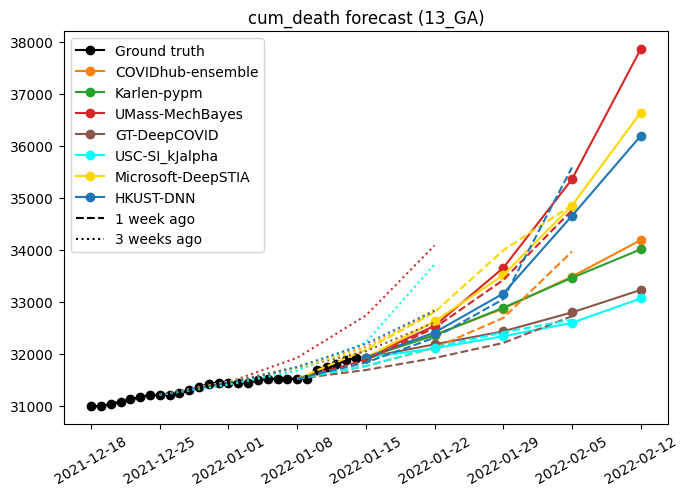 cum_death forecast (13_GA)
38000
37000
36000
35000
34000
33000
32000
31000
Ground truth
COVIDhub-ensemble
Karlen-pypm
UMass-MechBayes
GT-DeepCOVID
USC-SI_kJalpha
Microsoft-DeepSTIA
HKUST-DNN
1 week ago
3 weeks ago
2021-12-18
2021-12-25
2022-01-01
2022-01-08
2022-01-15
2022-01-22
2022-01-29
2022-02-05
2022-02-12